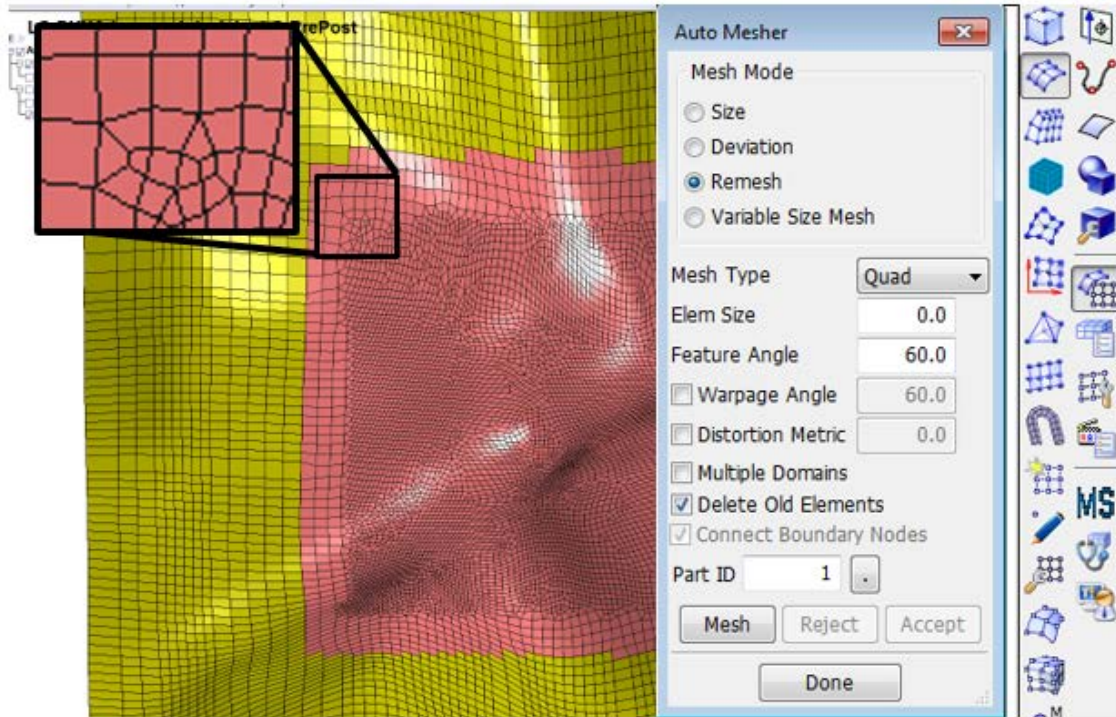 PrePost
Auto Mesher
Mesh Mode
Size
Deviation
Remesh
Variable Size Mesh
Mesh Type Quad
Elem Size 0.0
Feature Angle 60.0
Warpage Angle 60.0
Distortion Metric 0.0
Multiple Domains
Delete Old Elements
Connect Boundary Nodes
Part ID 1 .
Mesh Reject Accept
Done
MS
M